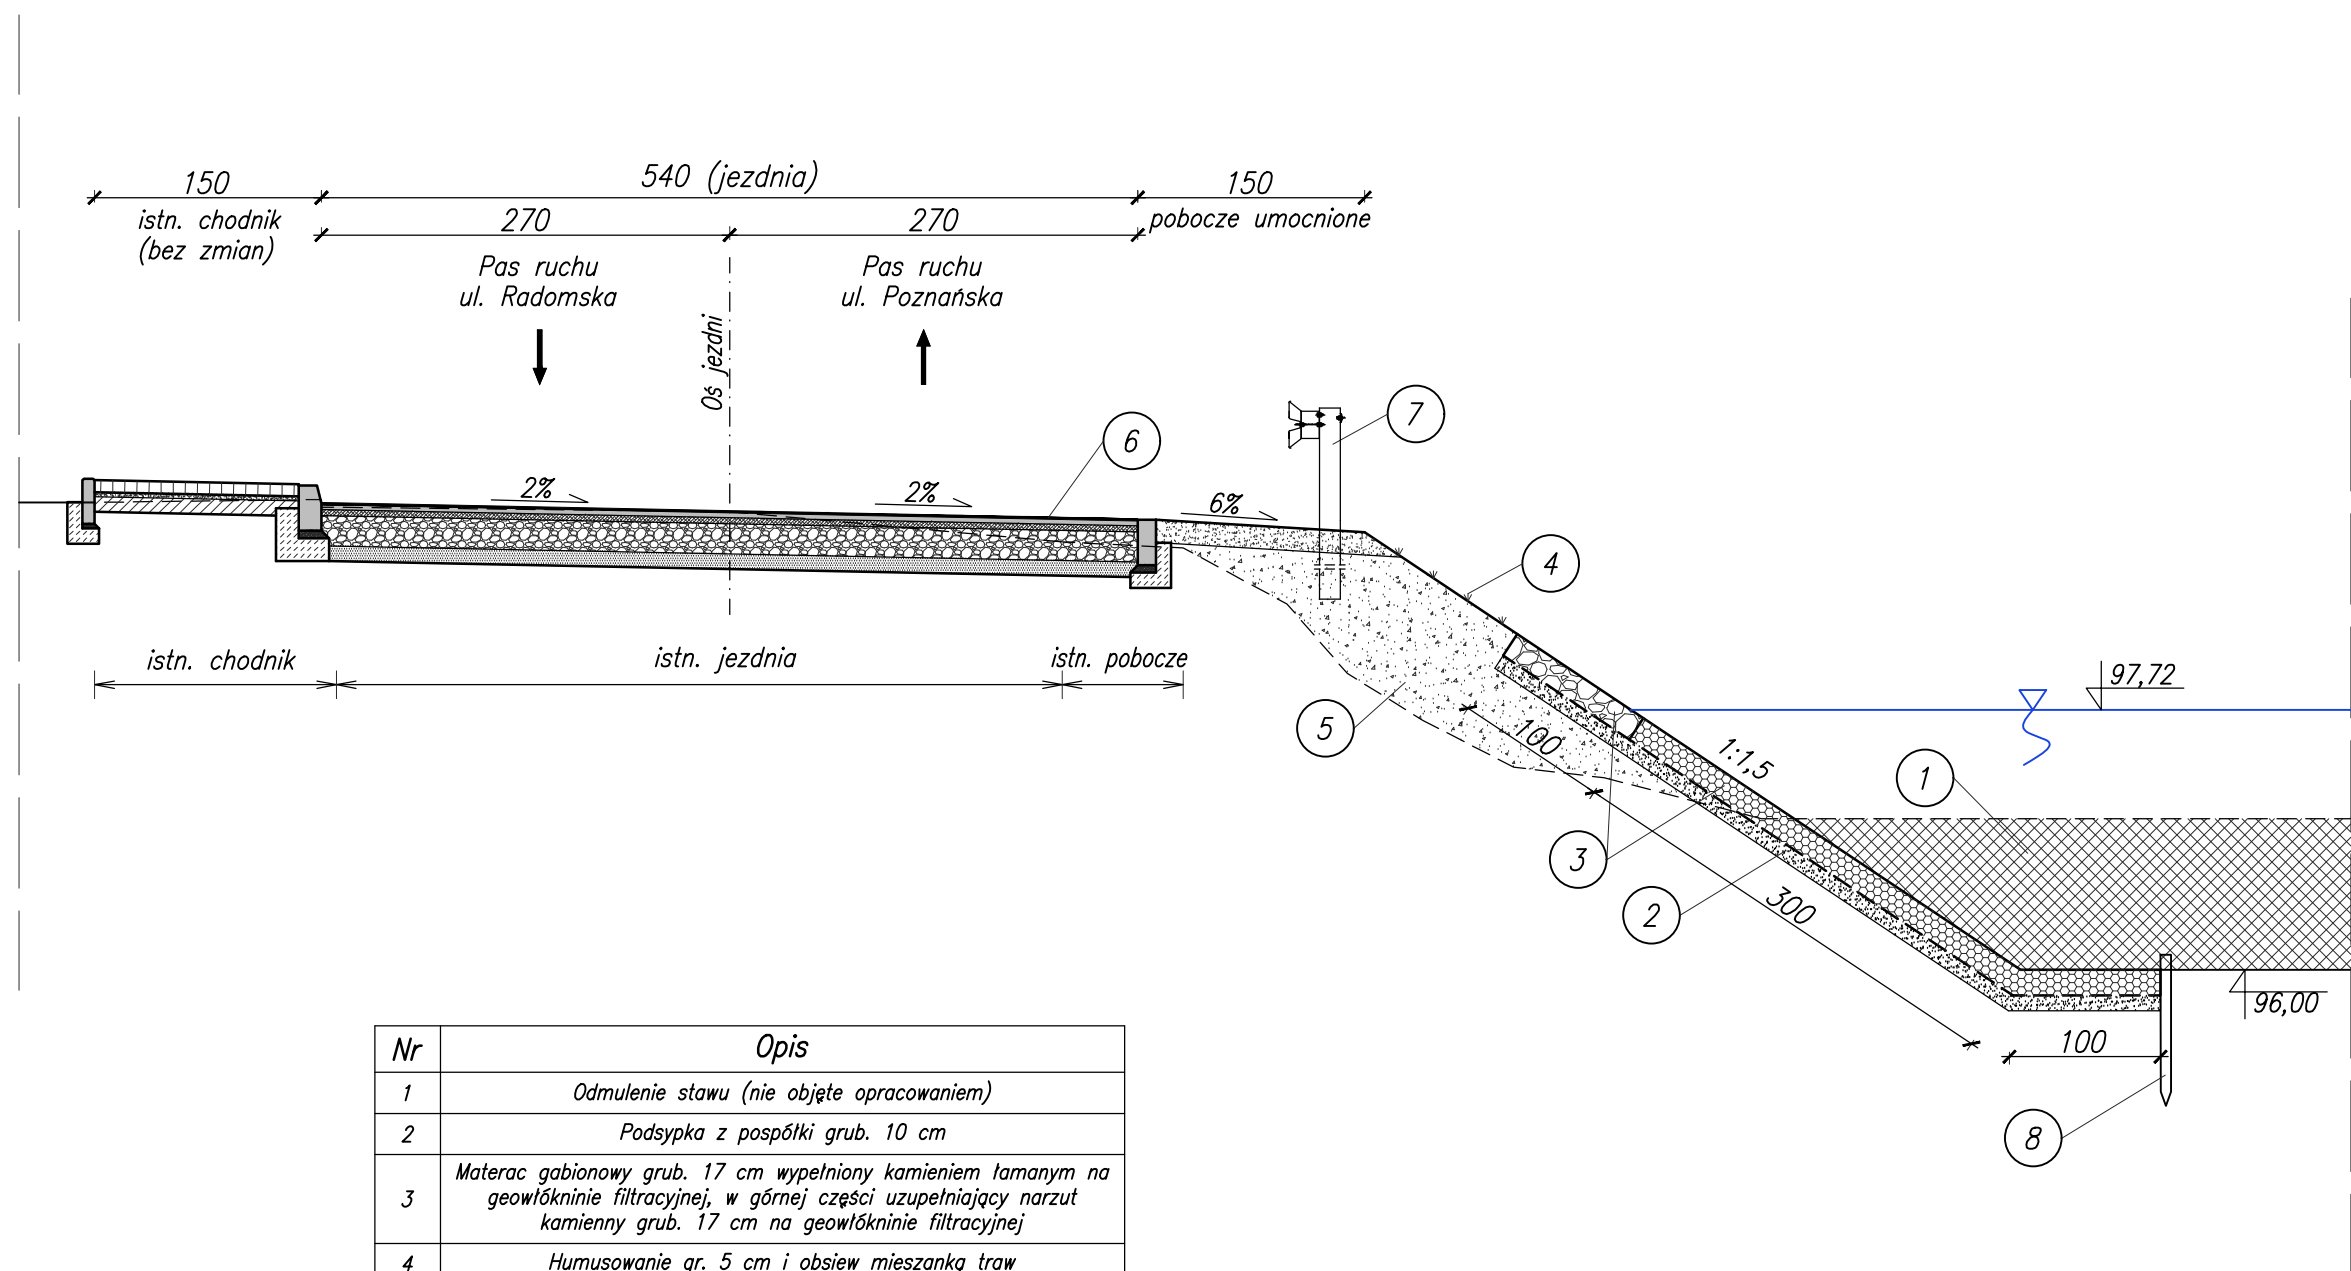 150
540 (jezdnia)
150
istn. chodnik
(bez zmian)
270
270
pobocze umocnione
Pas ruchu
ul. Radomska
Pas ruchu
ul. Poznańska
Oś jezdni
7
6
2%
2%
6%
4
istn. chodnik
istn. jezdnia
istn. pobocze
97,72
5
100
1:1,5
1
3
2
300
96,00
100
8
Nr Opis
1 Odmulenie stawu (nie objęte opracowaniem)
2 Podsypka z pospółki grub. 10 cm
Materac gabionowy grub. 17 cm wypełniony kamieniem łamanym na
3 geowłókninie filtracyjnej, w górnej części uzupełniający narzut
kamienny grub. 17 cm na geowłókninie filtracyjnej
4 Humusowanie gr. 5 cm i obsiew mieszanką traw